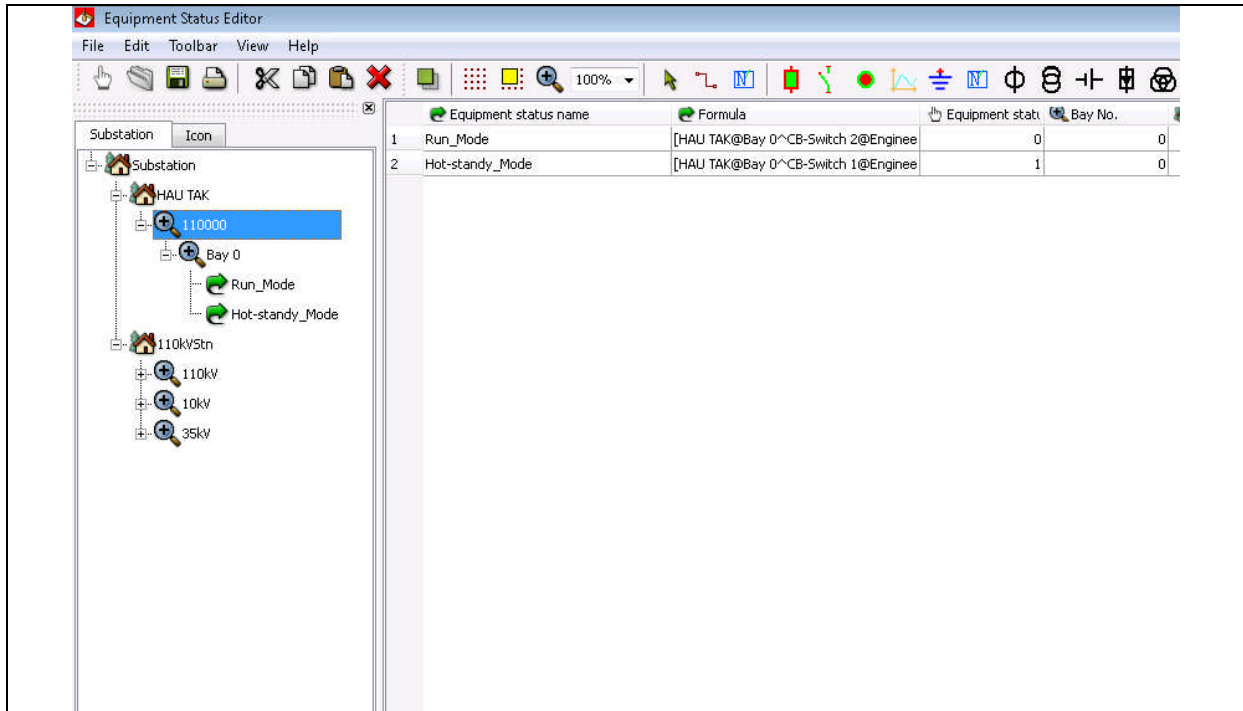 Equipment Status Editor
File Edit Toolbar View Help
100%
Substation Icon
Equipment status name Formula Equipment statu Bay No.
1 Run_Mode [HAU TAK@Bay 0^CB-Switch 2@Enginee 0 0
2 Hot-standy_Mode [HAU TAK@Bay 0^CB-Switch 1@Enginee 1 0
Substation
HAU TAK
110000
Bay 0
Run_Mode
Hot-standy_Mode
110kVStn
110kV
10kV
35kV